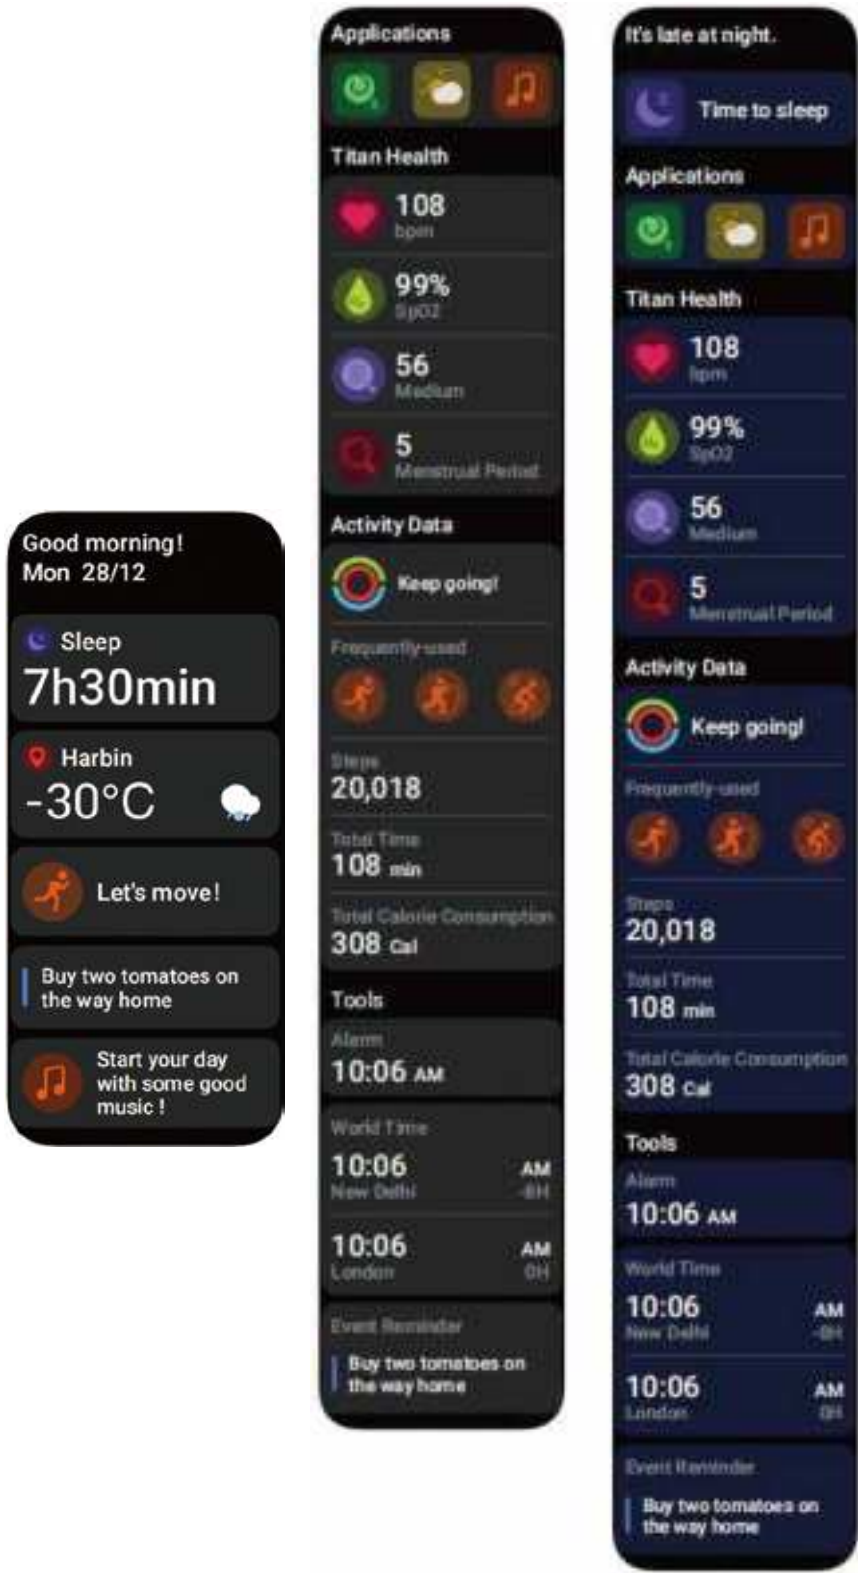 Good morning!
Mon 28/12
Sleep
7h30min
Harbin
-30°C
Let's move!
Buy two tomatoes on
the way home
Start your day
with some good
music !
Applications
Titan Health
108
bpm
99%
SpO2
56
Medium
5
Menstrual Period
Activity Data
Keep going!
Frequently-used
Steps
20,018
Total Time
108 min
Total Calorie Consumption
308 Cal
Tools
Alarm
10:06 AM
World Time
10:06 AM
New Delhi
10:06 AM
London 0H
Event Reminder
Buy two tomatoes on
the way home
It's late at night.
Time to sleep
Applications
Titan Health
108
bpm
99%
SpO2
56
Medium
5
Menstrual Period
Activity Data
Keep going!
Frequently-used
Steps
20,018
Total Time
108 min
Total Calorie Consumption
308 Cal
Tools
Alarm
10:06 AM
World Time
10:06 AM
New Delhi
10:06 AM
London 0H
Event Reminder
Buy two tomatoes on
the way home